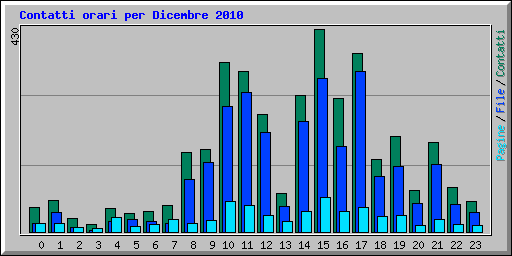 Contatti orari per Dicembre 2010
430
Pagine / File / Contatti
0 1 2 3 4 5 6 7 8 9 10 11 12 13 14 15 16 17 18 19 20 21 22 23